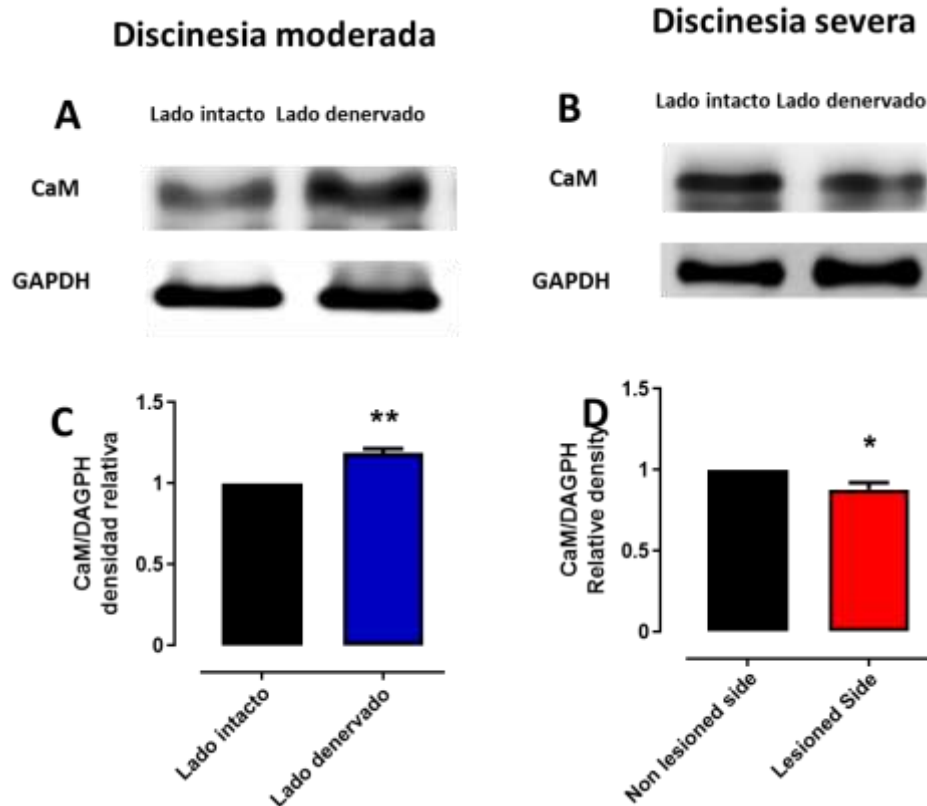 Discinesia moderada
Discinesia severa
A
Lado intacto Lado denervado
CaM
GAPDH
B
Lado intacto Lado denervado
CaM
GAPDH
C
CaM/DAGPH
densidad relativa
1.5
1
0.5
0
**
Lado intacto
Lado denervado
D
CaM/DAGPH
Relative density
1.5
1
0.5
0
*
Non lesioned side
Lesioned Side